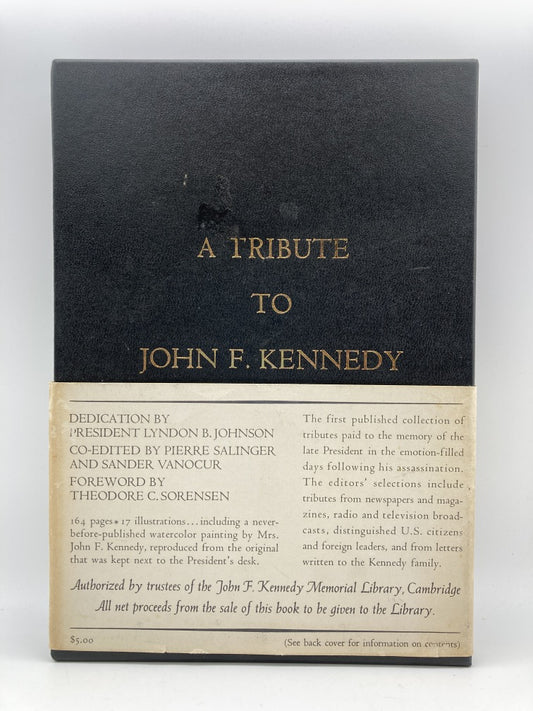 A TRIBUTE
TO
JOHN F. KENNEDY
DEDICATION BY
PRESIDENT LYNDON B. JOHNSON
CO-EDITED BY PIERRE SALINGER
AND SANDER VANOCUR
FOREWORD BY
THEODORE C. SORENSEN
164 pages * 17 illustrations... including a never-
before-published watercolor painting by Mrs.
John F. Kennedy, reproduced from the original
that was kept next to the President's desk.
The first published collection of
tributes paid to the memory of the
late President in the emotion-filled
days following his assassination.
The editors' selections include
tributes from newspapers and maga-
zines, radio and television broad-
casts, distinguished U.S. citizens
and foreign leaders, and from letters
written to the Kennedy family.
Authorized by trustees of the John F. Kennedy Memorial Library, Cambridge
All net proceeds from the sale of this book to be given to the Library.
$5.00
(See back cover for information on contents)